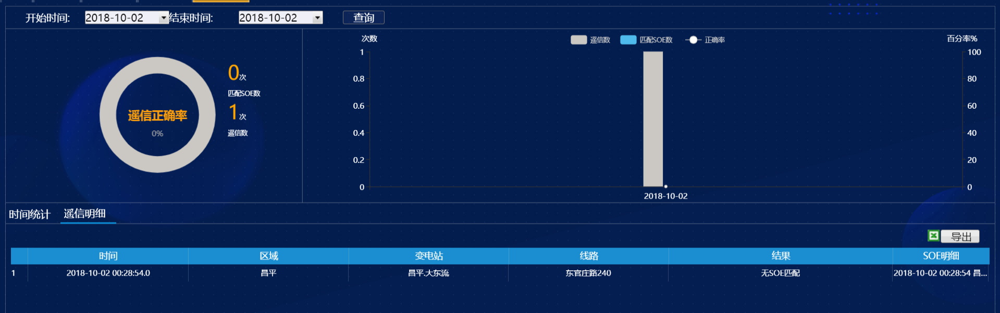 开始时间: 2018-10-02 结束时间: 2018-10-02 查询
遥信正确率
0%
0次
匹配SOE数
1次
遥信数
次数 遥信数 匹配SOE数 正确率 百分率%
1 100
0.8 80
0.6 60
0.4 40
0.2 20
0 0
2018-10-02
时间统计 遥信明细
导出
时间 区域 变电站 线路 结果 SOE明细
1 2018-10-02 00:28:54.0 昌平 昌平.大东流 东官庄路240 无SOE匹配 2018-10-02 00:28:54 昌...